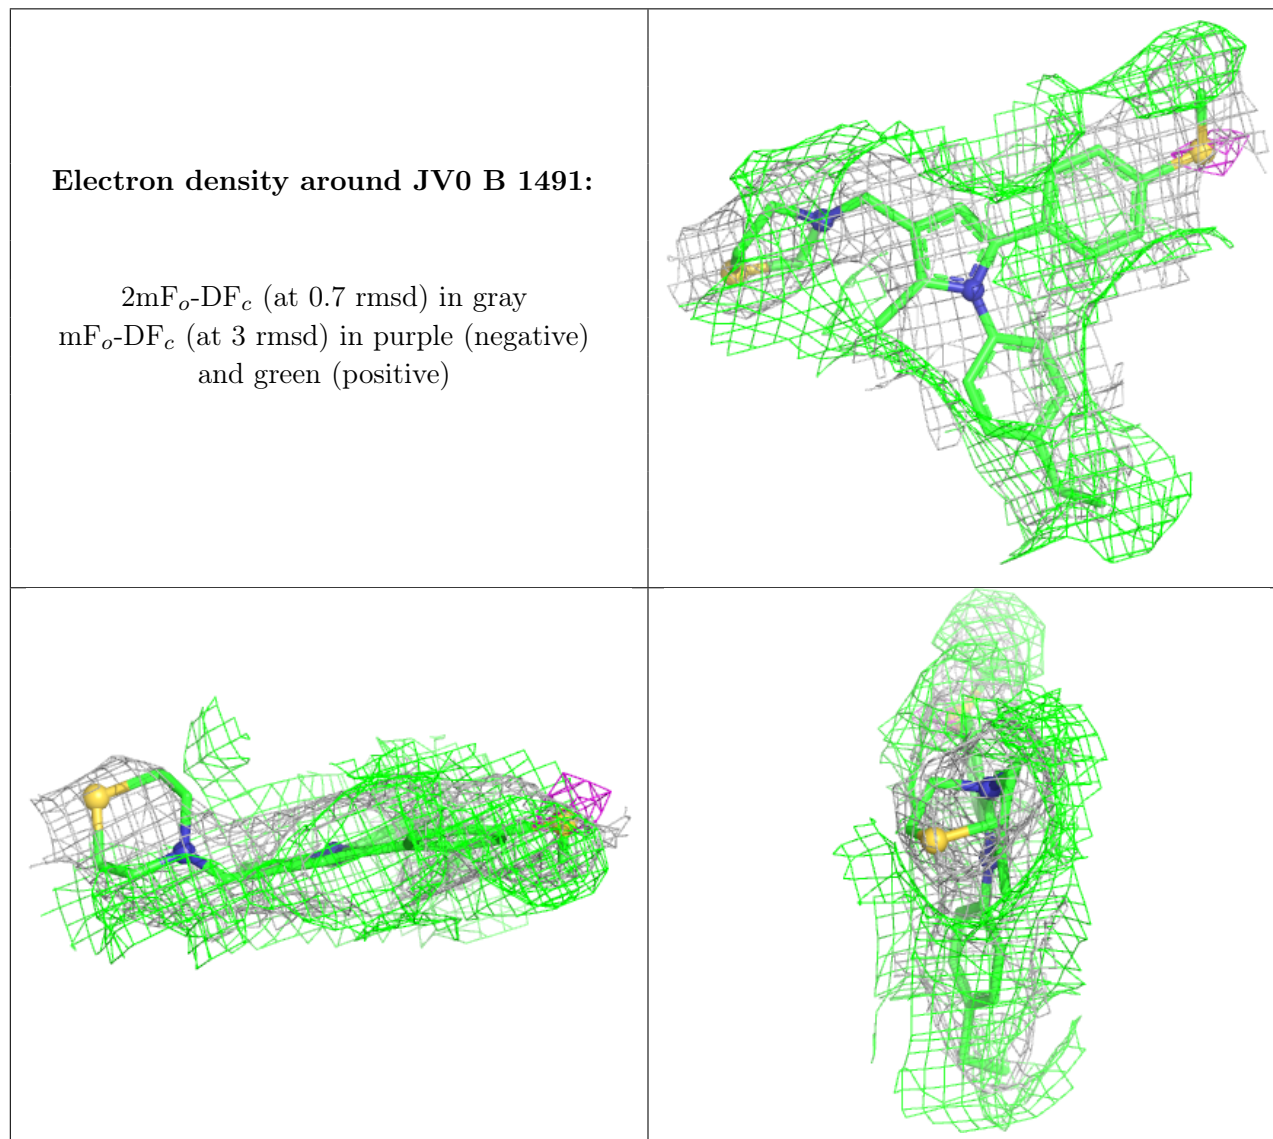 Electron density around JV0 B 1491:
2mFo-DFc (at 0.7 rmsd) in gray
mFo-DFc (at 3 rmsd) in purple (negative)
and green (positive)